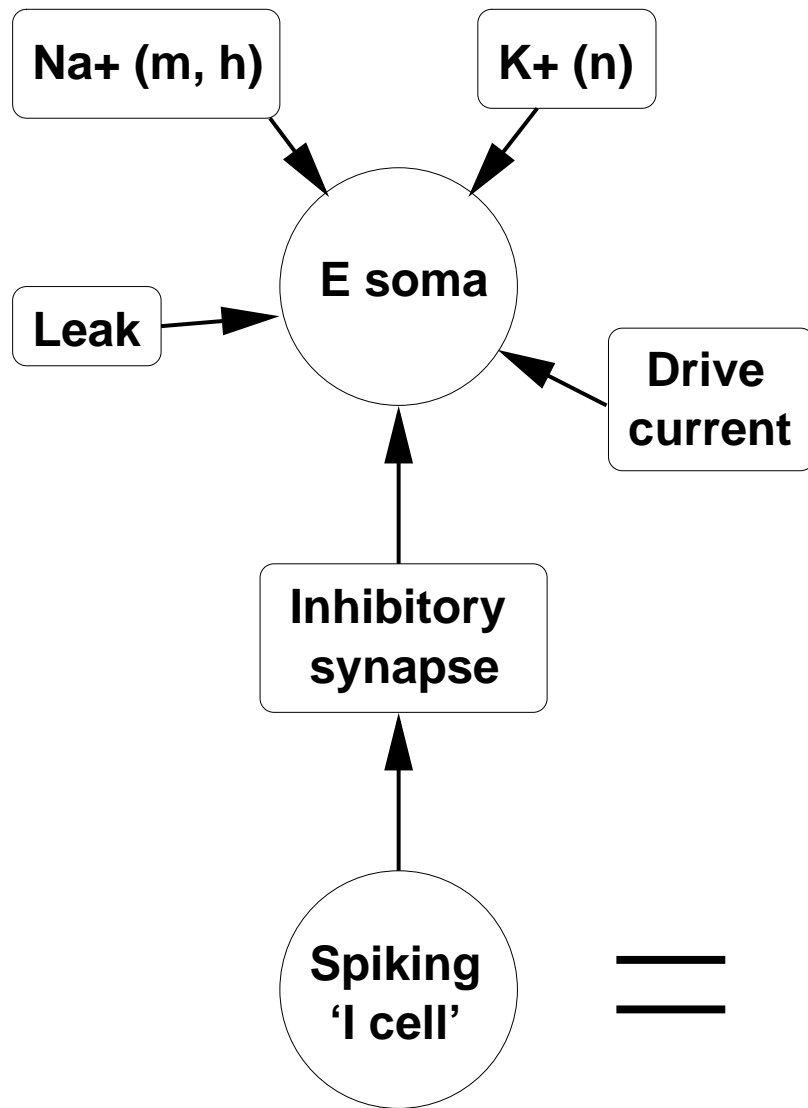 Na+ (m, h)
K+ (n)
E soma
Leak
Drive
current
Inhibitory
synapse
Spiking
‘I cell’
=